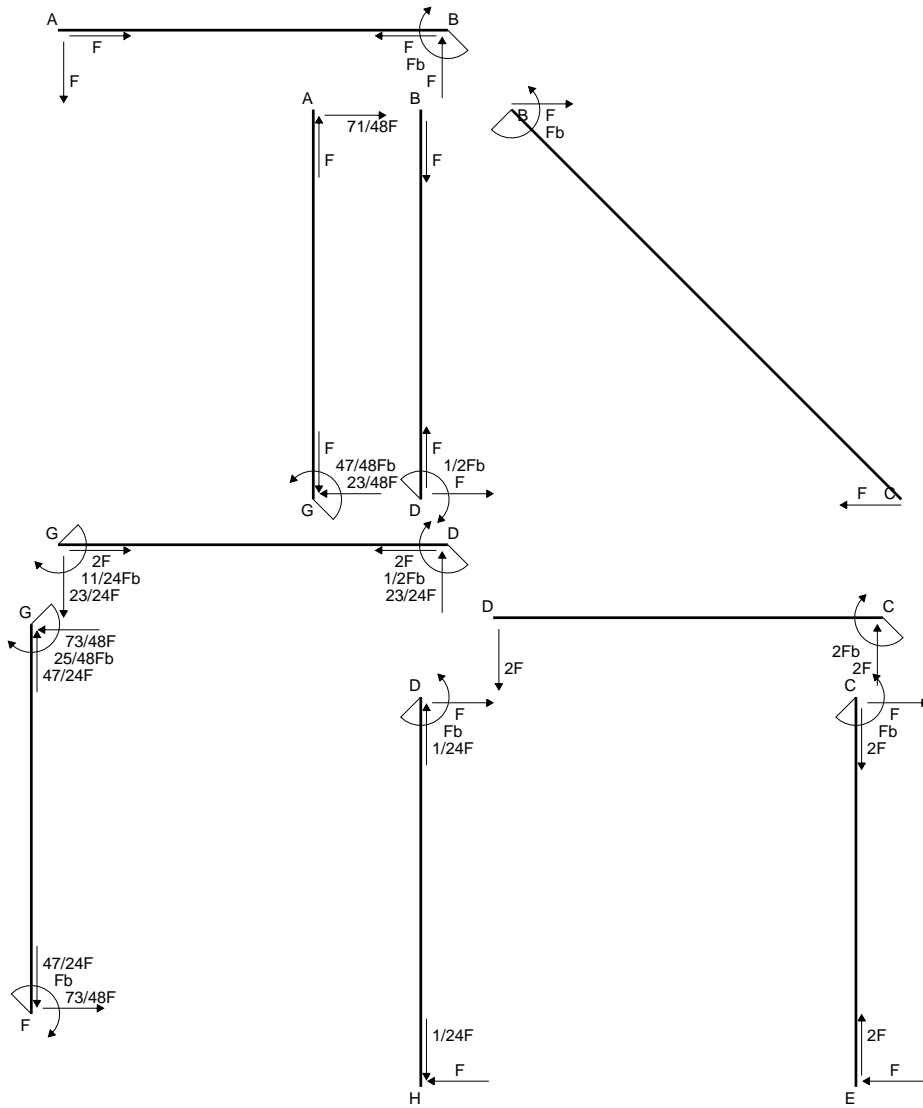 A B
F F
Fb
F F
A B B
71/48F F
Fb
F F
F F
47/48Fb 1/2Fb
23/48F F
F C
G D
G D
2F 2F
11/24Fb 1/2Fb
23/24F 23/24F
G D C
73/48F
25/48Fb 2Fb
47/24F 2F 2F
D C
F F
Fb Fb
1/24F 2F
47/24F
Fb
73/48F
F
1/24F 2F
F F
H E